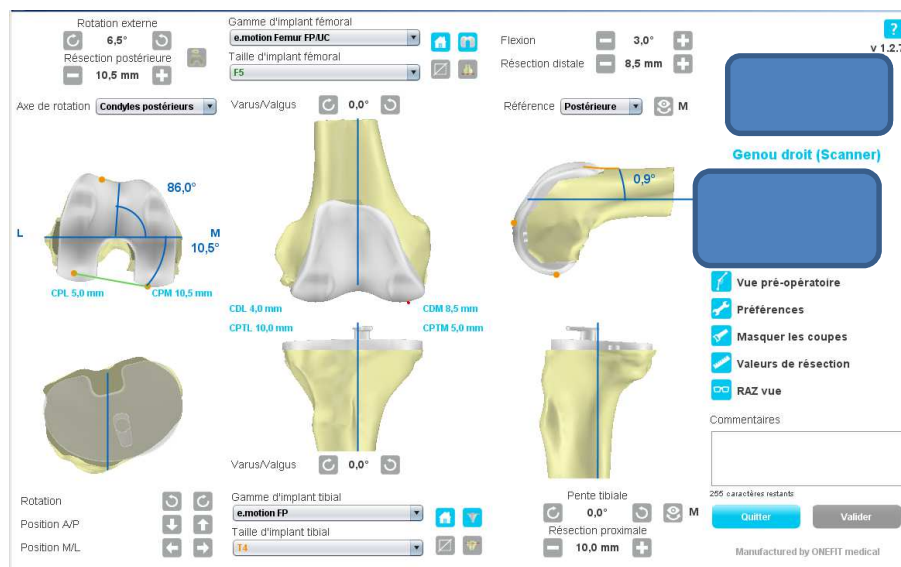 Rotation externe
6,5°
Résection postérieure
10,5 mm
Gamme d'implant fémoral
e.motion Femur FP/UC
Taille d'implant fémoral
F5
Flexion
3,0°
Résection distale
8,5 mm
?
v 1.2.7
Axe de rotation Condyles postérieurs
Varus/Valgus 0,0°
Référence Postérieure M
Genou droit (Scanner)
86,0°
L
M
10,5°
CPL 5,0 mm
CPM 10,5 mm
0,9°
CDL 4,0 mm
CDM 8,5 mm
CPTL 10,0 mm
CPTM 5,0 mm
Vue pré-opératoire
Préférences
Masquer les coupes
Valeurs de résection
RAZ vue
Commentaires
255 caractères restants
Quitter
Valider
Manufactured by ONEFIT medical
Varus/Valgus 0,0°
Rotation
Position A/P
Position M/L
Gamme d'implant tibial
e.motion FP
Taille d'implant tibial
T4
Pente tibiale
0,0° M
Résection proximale
10,0 mm